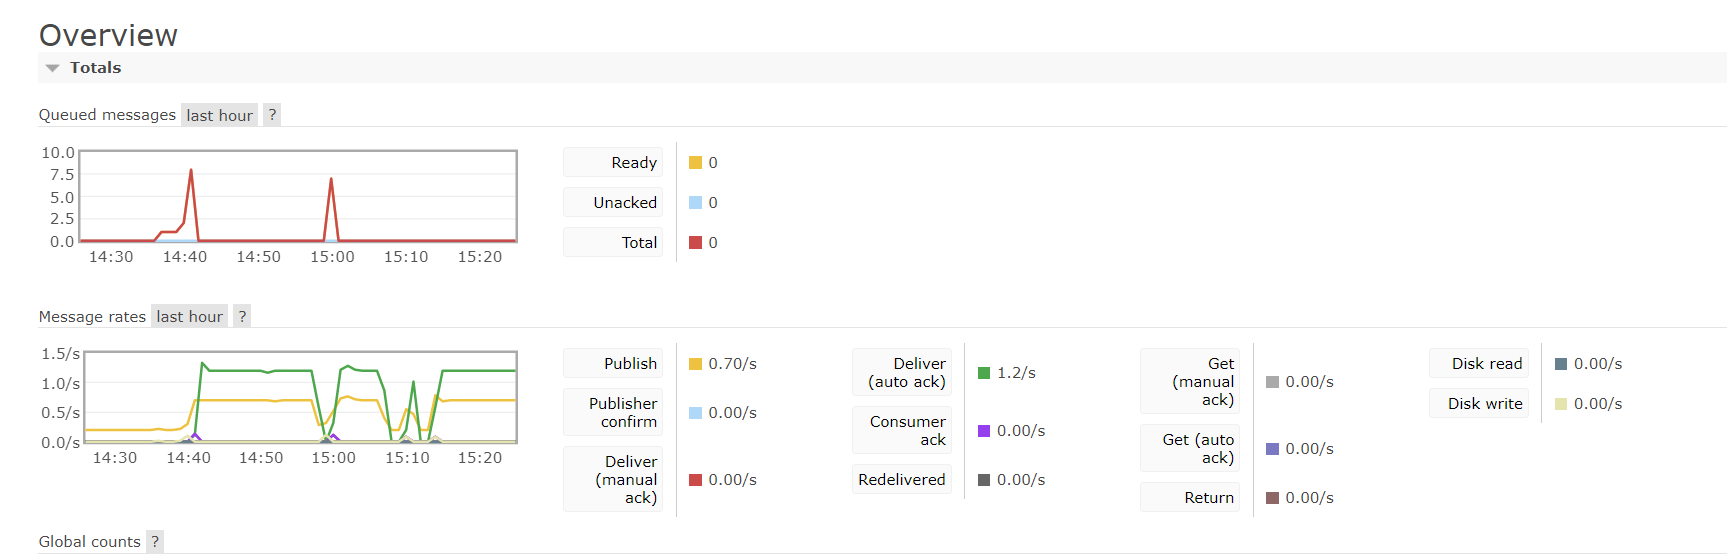 Overview
Totals
Queued messages last hour ?
10.0
7.5
5.0
2.5
0.0
14:30 14:40 14:50 15:00 15:10 15:20
Ready 0
Unacked 0
Total 0
Message rates last hour ?
1.5/s
1.0/s
0.5/s
0.0/s
14:30 14:40 14:50 15:00 15:10 15:20
Publish 0.70/s
Publisher
confirm 0.00/s
Deliver
(manual
ack) 0.00/s
Deliver
(auto ack) 1.2/s
Consumer
ack 0.00/s
Redelivered 0.00/s
Get
(manual
ack) 0.00/s
Get (auto
ack) 0.00/s
Return 0.00/s
Disk read 0.00/s
Disk write 0.00/s
Global counts ?